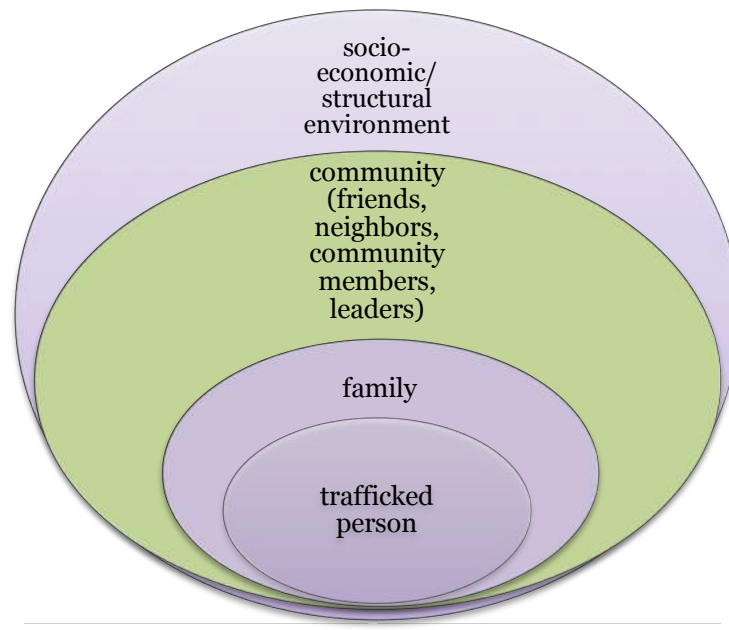 socio-
economic/
structural
environment
community
(friends,
neighbors,
community
members,
leaders)
family
trafficked
person